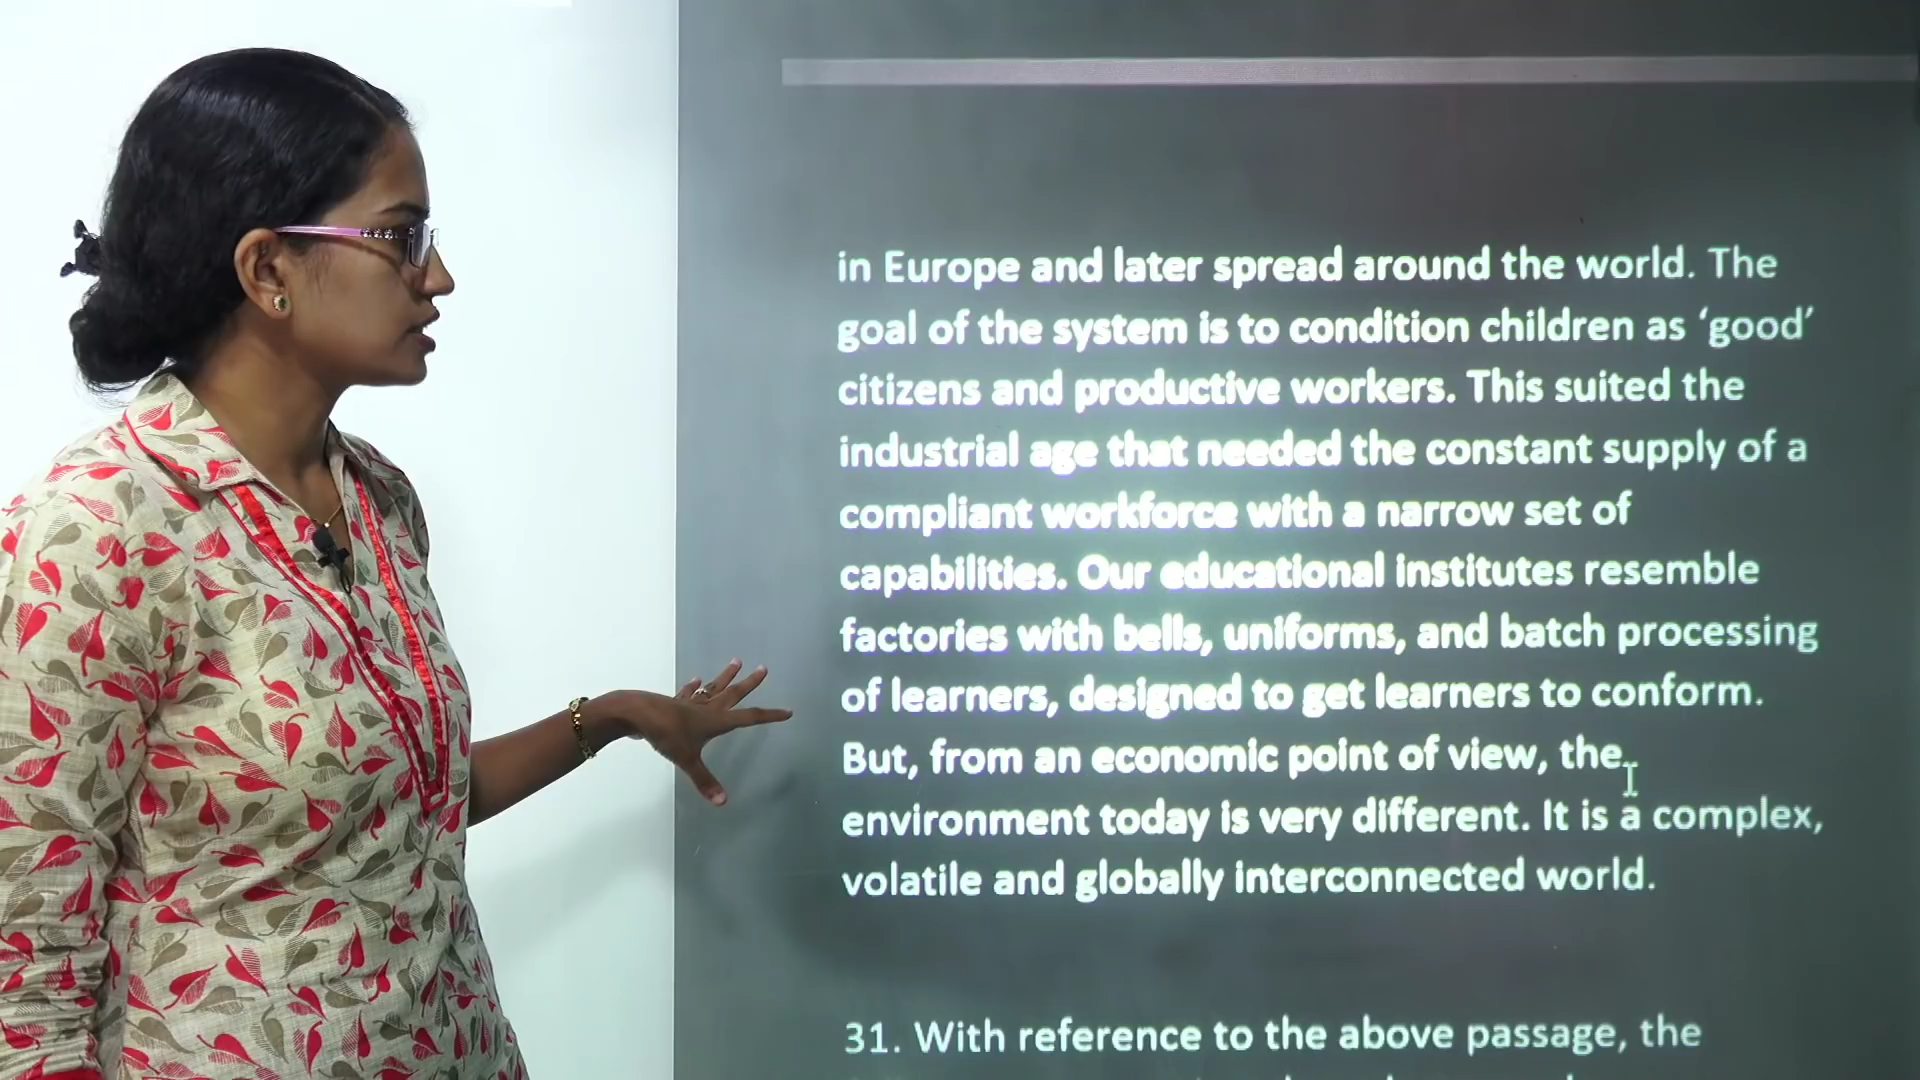 in Europe and later spread around the world. The
goal of the system is to condition children as ‘good’
citizens and productive workers. This suited the
industrial age that needed the constant supply of a
compliant workforce with a narrow set of
capabilities. Our educational institutes resemble
factories with bells, uniforms, and batch processing
of learners, designed to get learners to conform.
But, from an economic point of view, the
environment today is very different. It is a complex,
volatile and globally interconnected world.
31. With reference to the above passage, the